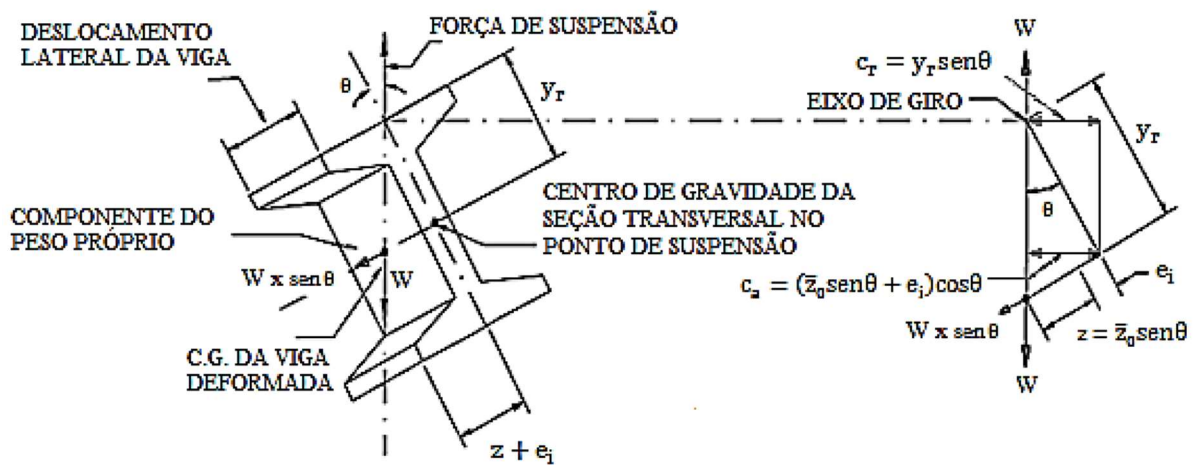 DESLOCAMENTO
LATERAL DA VIGA
FORÇA DE SUSPENSÃO
θ
y_r
COMPONENTE DO
PESO PRÓPRIO
CENTRO DE GRAVIDADE DA
SEÇÃO TRANSVERSAL NO
PONTO DE SUSPENSÃO
W x senθ
W
C.G. DA VIGA
DEFORMADA
z + e_i
W
c_r = y_r senθ
EIXO DE GIRO
y_r
θ
e_i
c_a = (z̅_0 senθ + e_i)cosθ
W x senθ
z = z̅_0 senθ
W